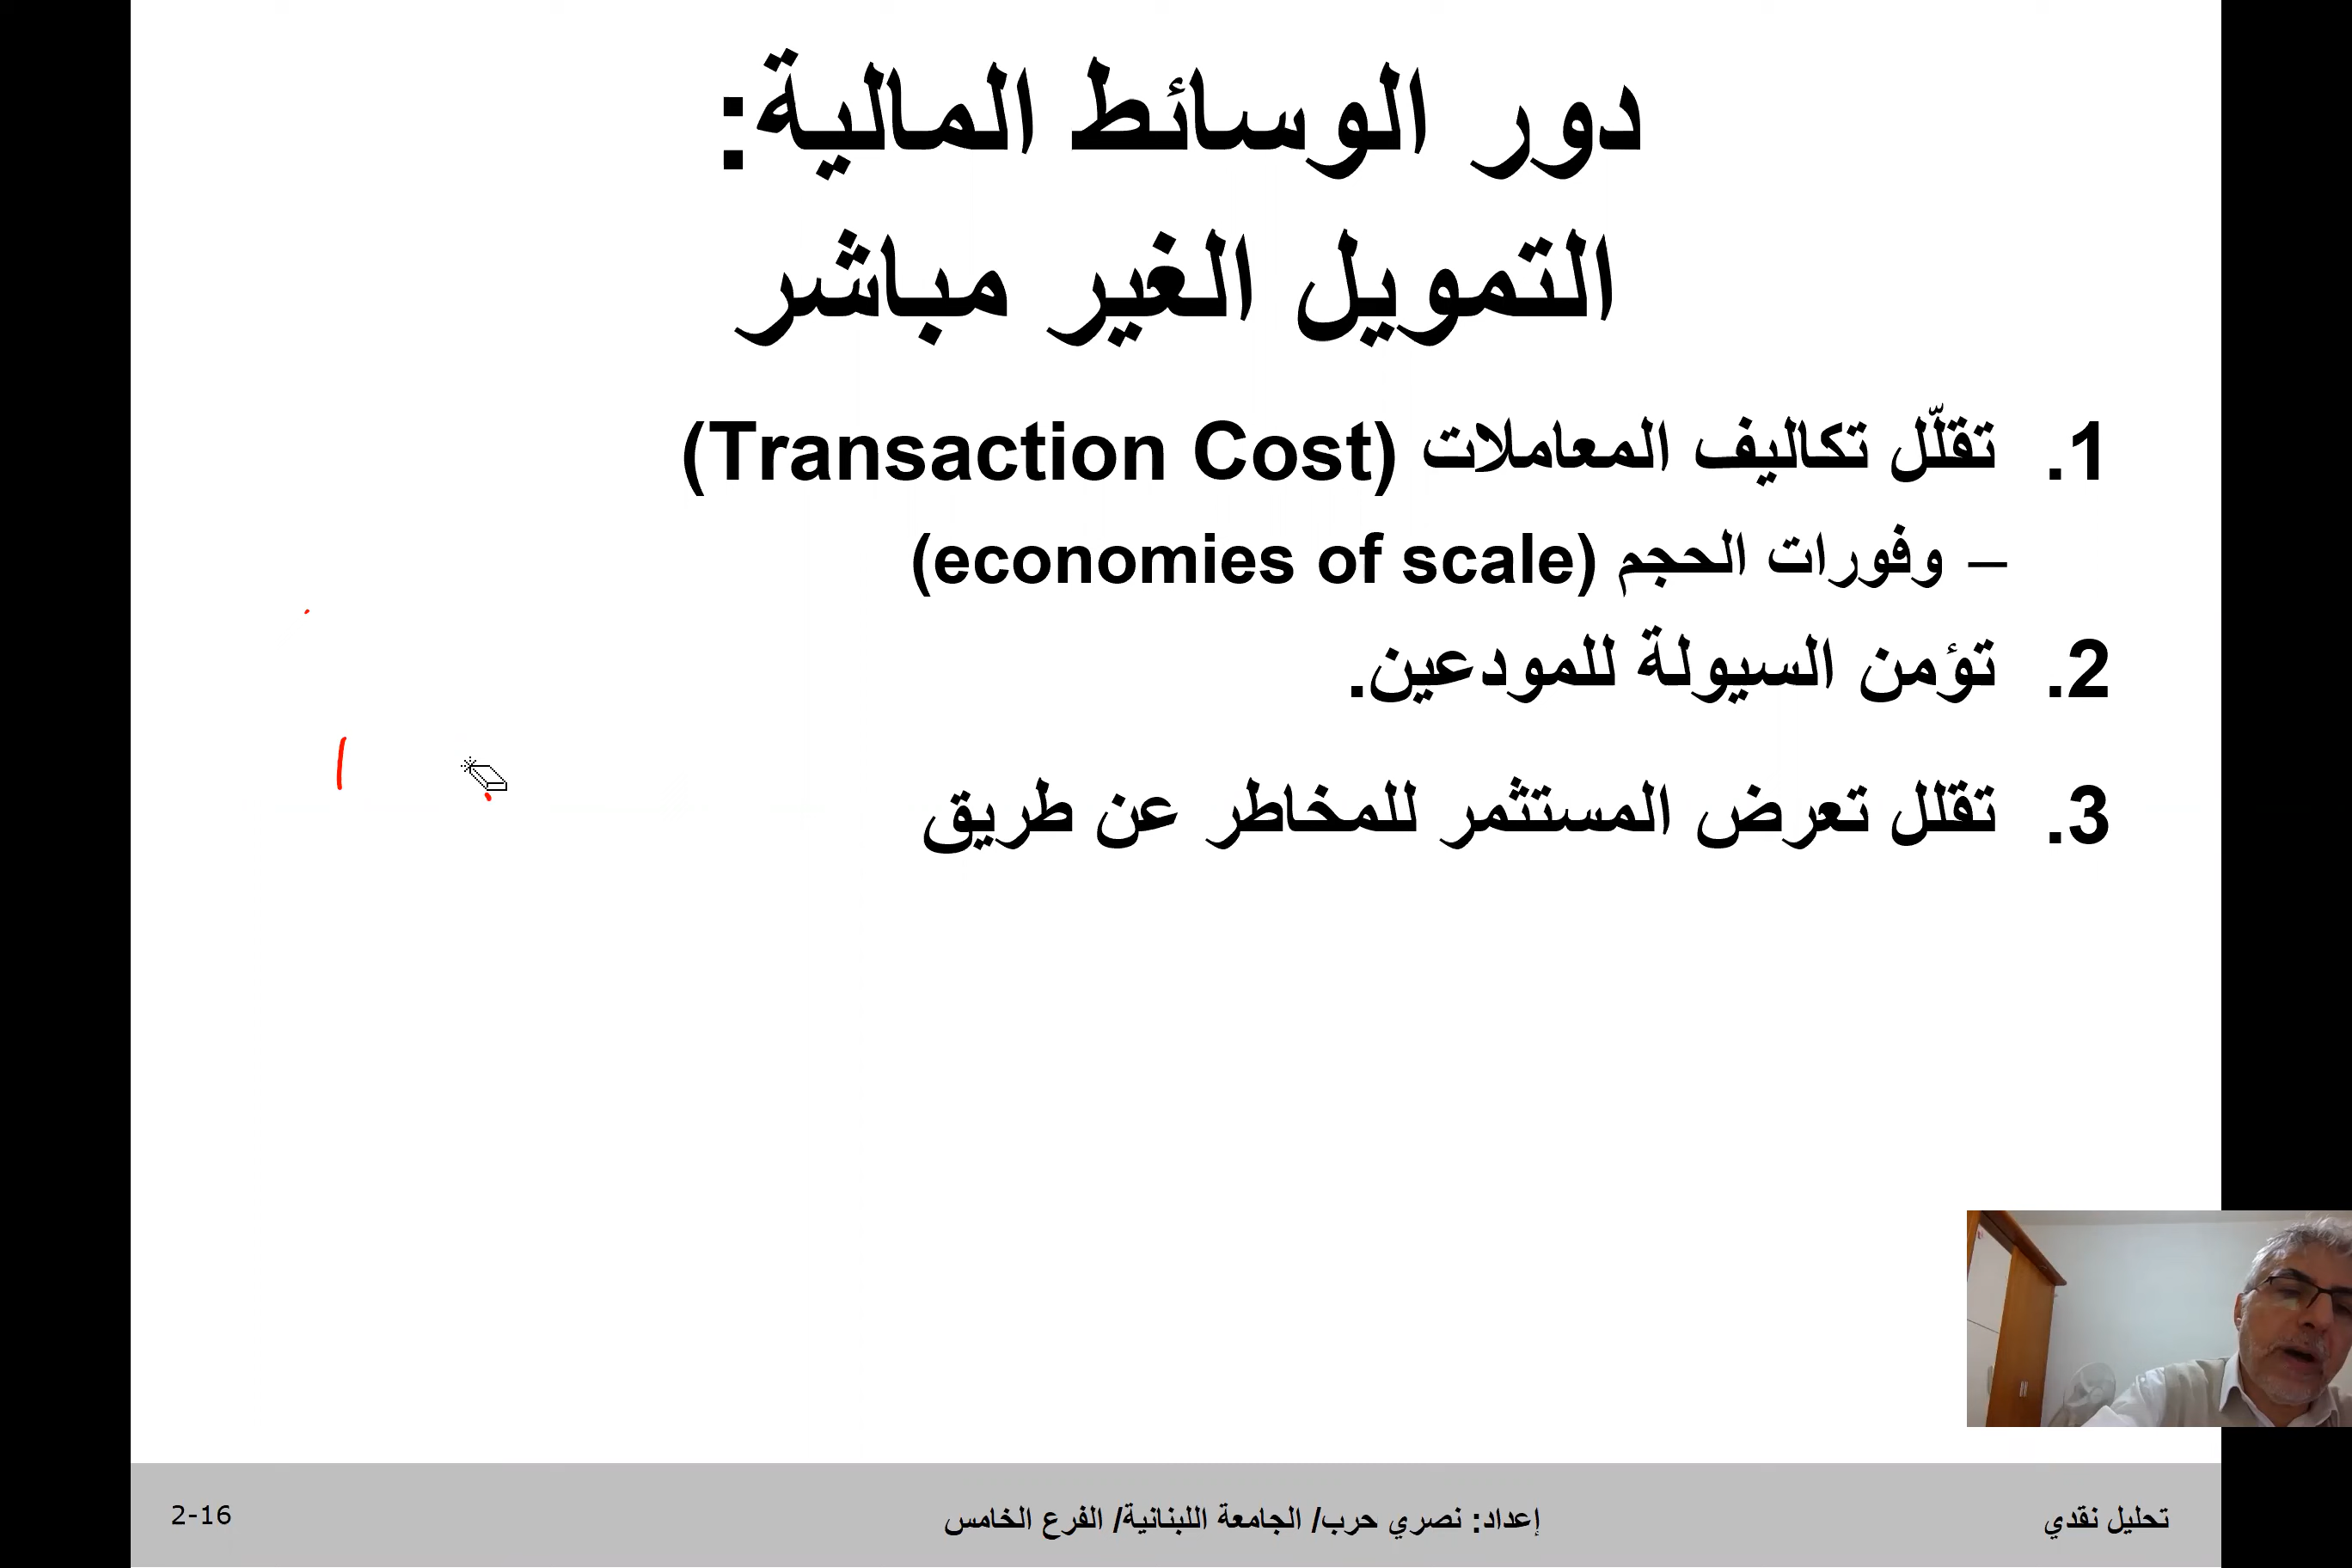 دور الوسائط المالية:
التمويل الغير مباشر
1. تقلّل تكاليف المعاملات (Transaction Cost)
– وفورات الحجم (economies of scale)
2. تؤمن السيولة للمودعين.
3. تقلل تعرض المستثمر للمخاطر عن طريق
تحليل نقدي
إعداد: نصري حرب/ الجامعة اللبنانية/ الفرع الخامس
2-16